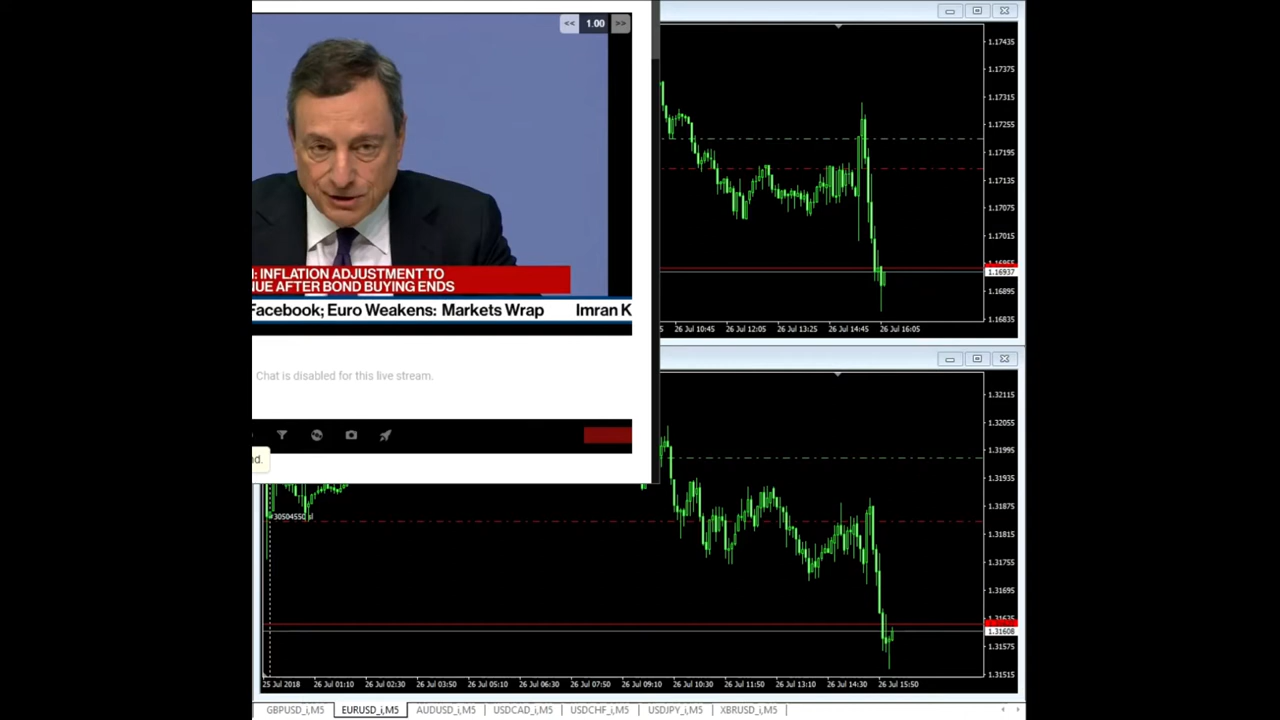 << 1.00 >>
: INFLATION ADJUSTMENT TO
UE AFTER BOND BUYING ENDS
Facebook; Euro Weakens: Markets Wrap Imran K
Chat is disabled for this live stream.
nd.
1.17435
1.17375
1.17315
1.17255
1.17195
1.17135
1.17075
1.17015
1.16955
1.16937
1.16895
1.16835
5 26 Jul 10:45 26 Jul 12:05 26 Jul 13:25 26 Jul 14:45 26 Jul 16:05
1.32115
1.32055
1.31995
1.31935
1.31875
1.31815
1.31755
1.31695
1.31635
1.31608
1.31575
1.31515
25 Jul 2018 26 Jul 01:10 26 Jul 02:30 26 Jul 03:50 26 Jul 05:10 26 Jul 06:30 26 Jul 07:50 26 Jul 09:10 26 Jul 10:30 26 Jul 11:50 26 Jul 13:10 26 Jul 14:30 26 Jul 15:50
GBPUSD_i,M5 EURUSD_i,M5 AUDUSD_i,M5 USDCAD_i,M5 USDCHF_i,M5 USDJPY_i,M5 XBRUSD_i,M5